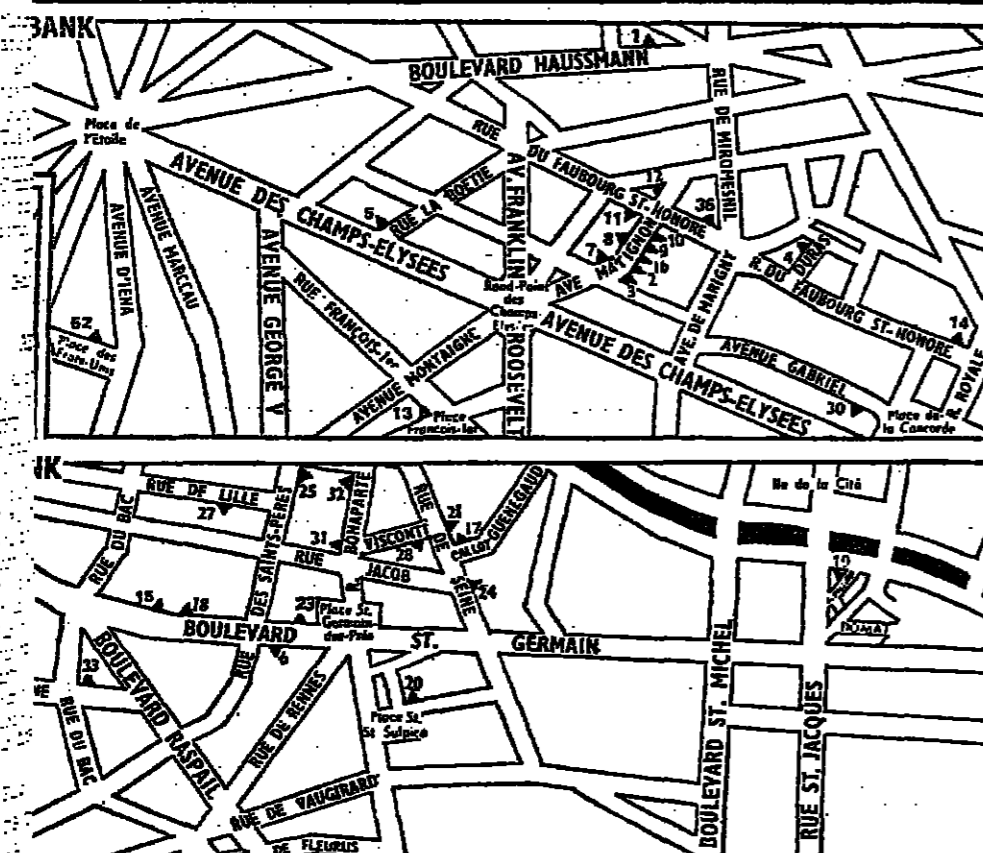 BANK
1
BOULEVARD HAUSSMANN
RUE DE MIROMESNIL
Place de
l'Etoile
RUE DU FAUBOURG ST-HONORE
AVENUE DES CHAMPS-ELYSEES
RUE LA BOETIE
AV. FRANKLIN ROOSEVELT
5
12
11
36
8
7
10
9
16
2
3
AVE MATIGNON
AVENUE D'IENA
AVENUE MARCEAU
AVENUE GEORGE V
RUE FRANCOIS-Ier
AVENUE MONTAIGNE
Rond-Point
des
Champs
AVENUE DES CHAMPS-ELYSEES
AVE. DE MARIGNY
4
DURAS
R. DU FAUBOURG ST-HONORE
14
AVENUE GABRIEL
30
R. ROYALE
Place de
la Concorde
62
Place des
Etats-Unis
13
Place
Francois-Ier
NK
RUE DE LILLE
27
RUE DU BAC
RUE DES SAINTS-PERES
25
32
BONAPARTE
31
VISCONTI
28
RUE DE SEINE
21
17
CALLOT
GUENEGAUD
RUE JACOB
24
Ile de la Cité
19
15
18
23
Place St.
Germain
des-Prés
BOULEVARD ST. GERMAIN
6
33
BOULEVARD RASPAIL
RUE DU BAC
RUE DE RENNES
20
Place St.
St Sulpice
RUE DE VAUGIRARD
DE FLEURUS
BOULEVARD ST. MICHEL
RUE ST. JACQUES